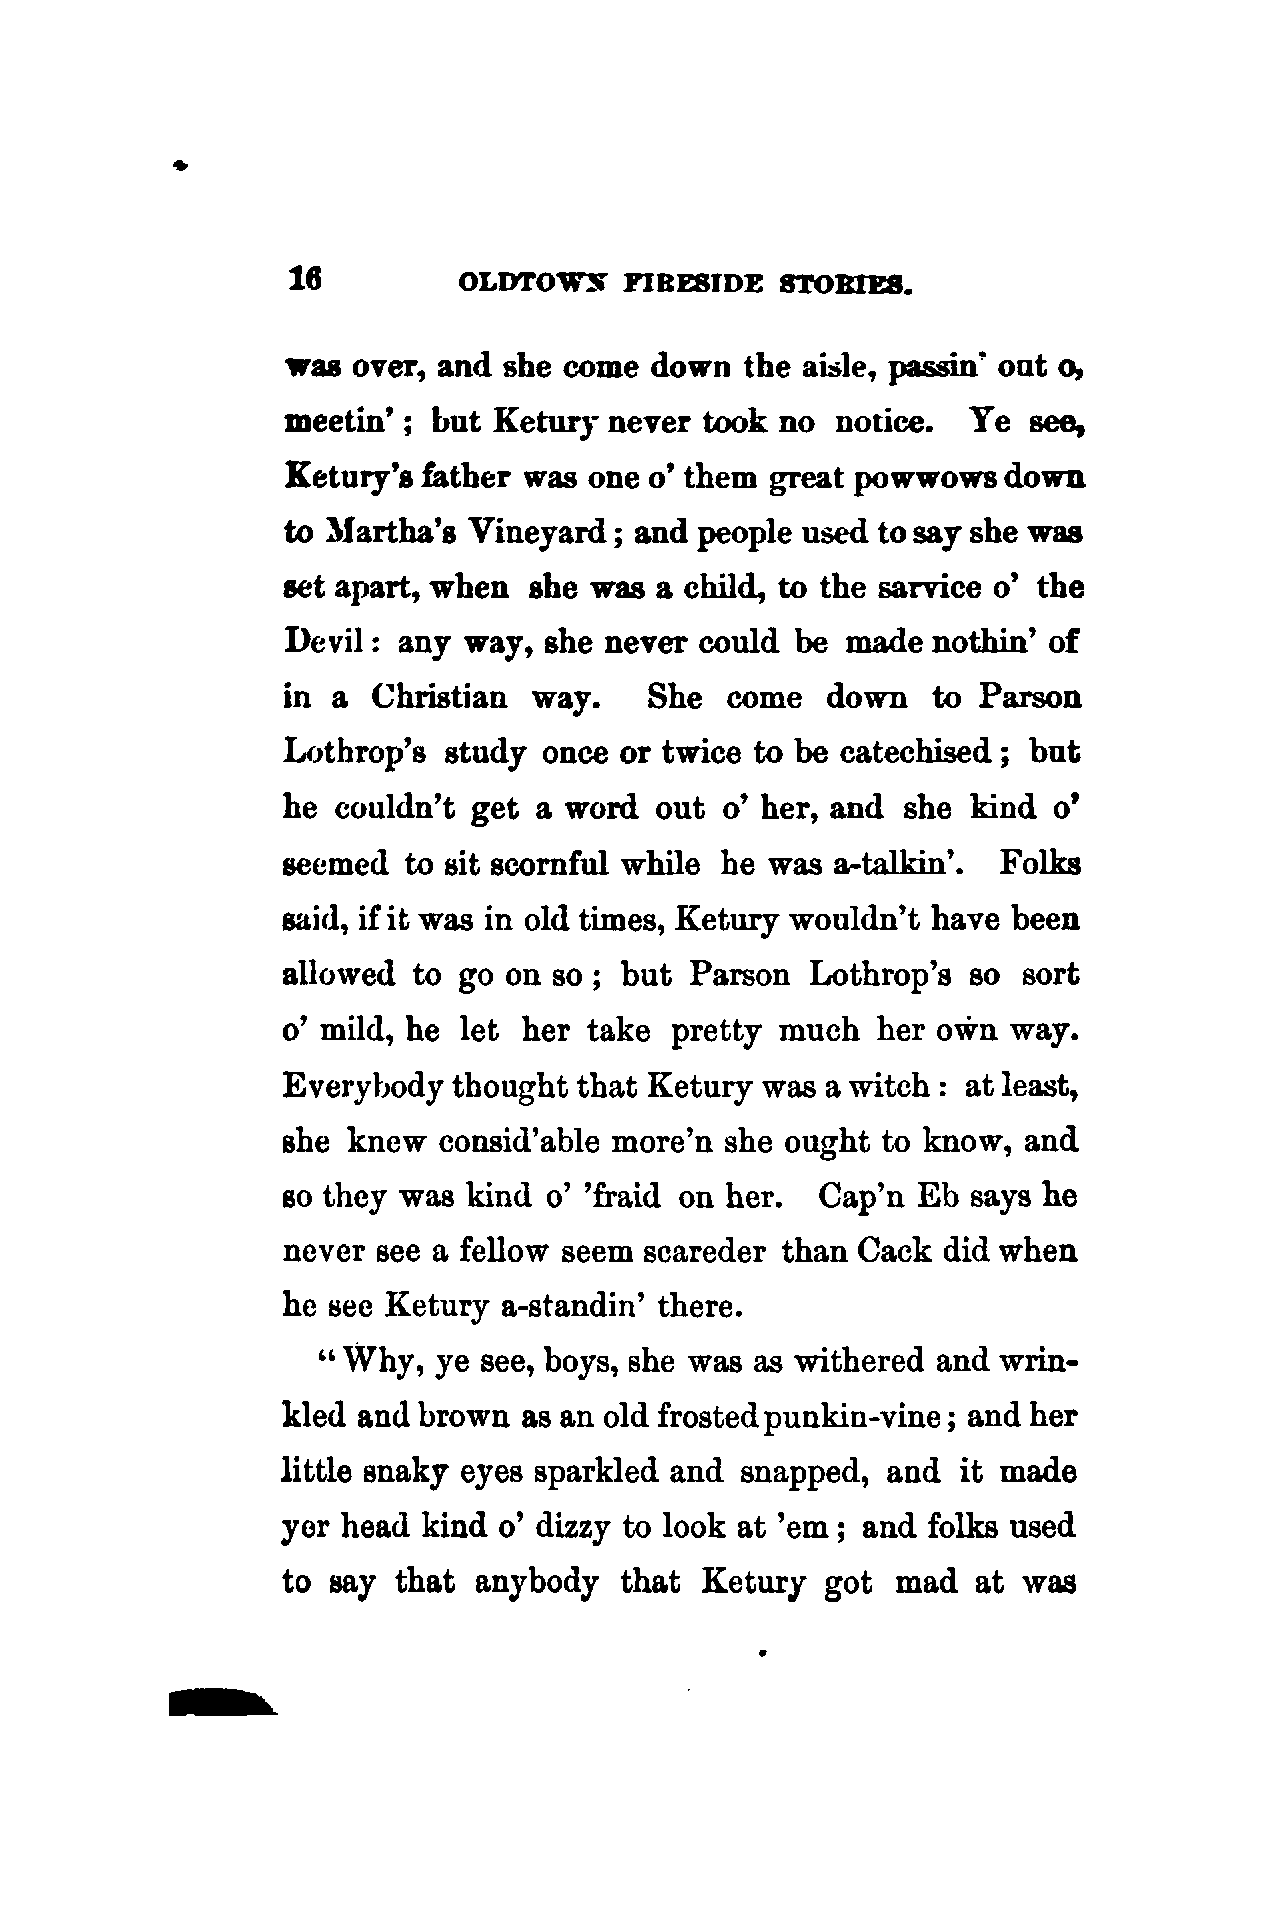 16 OLDTOWN FIRESIDE STORIES.
was over, and she come down the aisle, passin' out o,
meetin' ; but Ketury never took no notice. Ye see,
Ketury's father was one o' them great powwows down
to Martha's Vineyard ; and people used to say she was
set apart, when she was a child, to the sarvice o' the
Devil : any way, she never could be made nothin' of
in a Christian way. She come down to Parson
Lothrop's study once or twice to be catechised ; but
he couldn't get a word out o' her, and she kind o'
seemed to sit scornful while he was a-talkin'. Folks
said, if it was in old times, Ketury wouldn't have been
allowed to go on so ; but Parson Lothrop's so sort
o' mild, he let her take pretty much her own way.
Everybody thought that Ketury was a witch : at least,
she knew consid'able more'n she ought to know, and
so they was kind o' 'fraid on her. Cap'n Eb says he
never see a fellow seem scareder than Cack did when
he see Ketury a-standin' there.
“ Why, ye see, boys, she was as withered and wrin-
kled and brown as an old frosted punkin-vine ; and her
little snaky eyes sparkled and snapped, and it made
yer head kind o' dizzy to look at 'em ; and folks used
to say that anybody that Ketury got mad at was